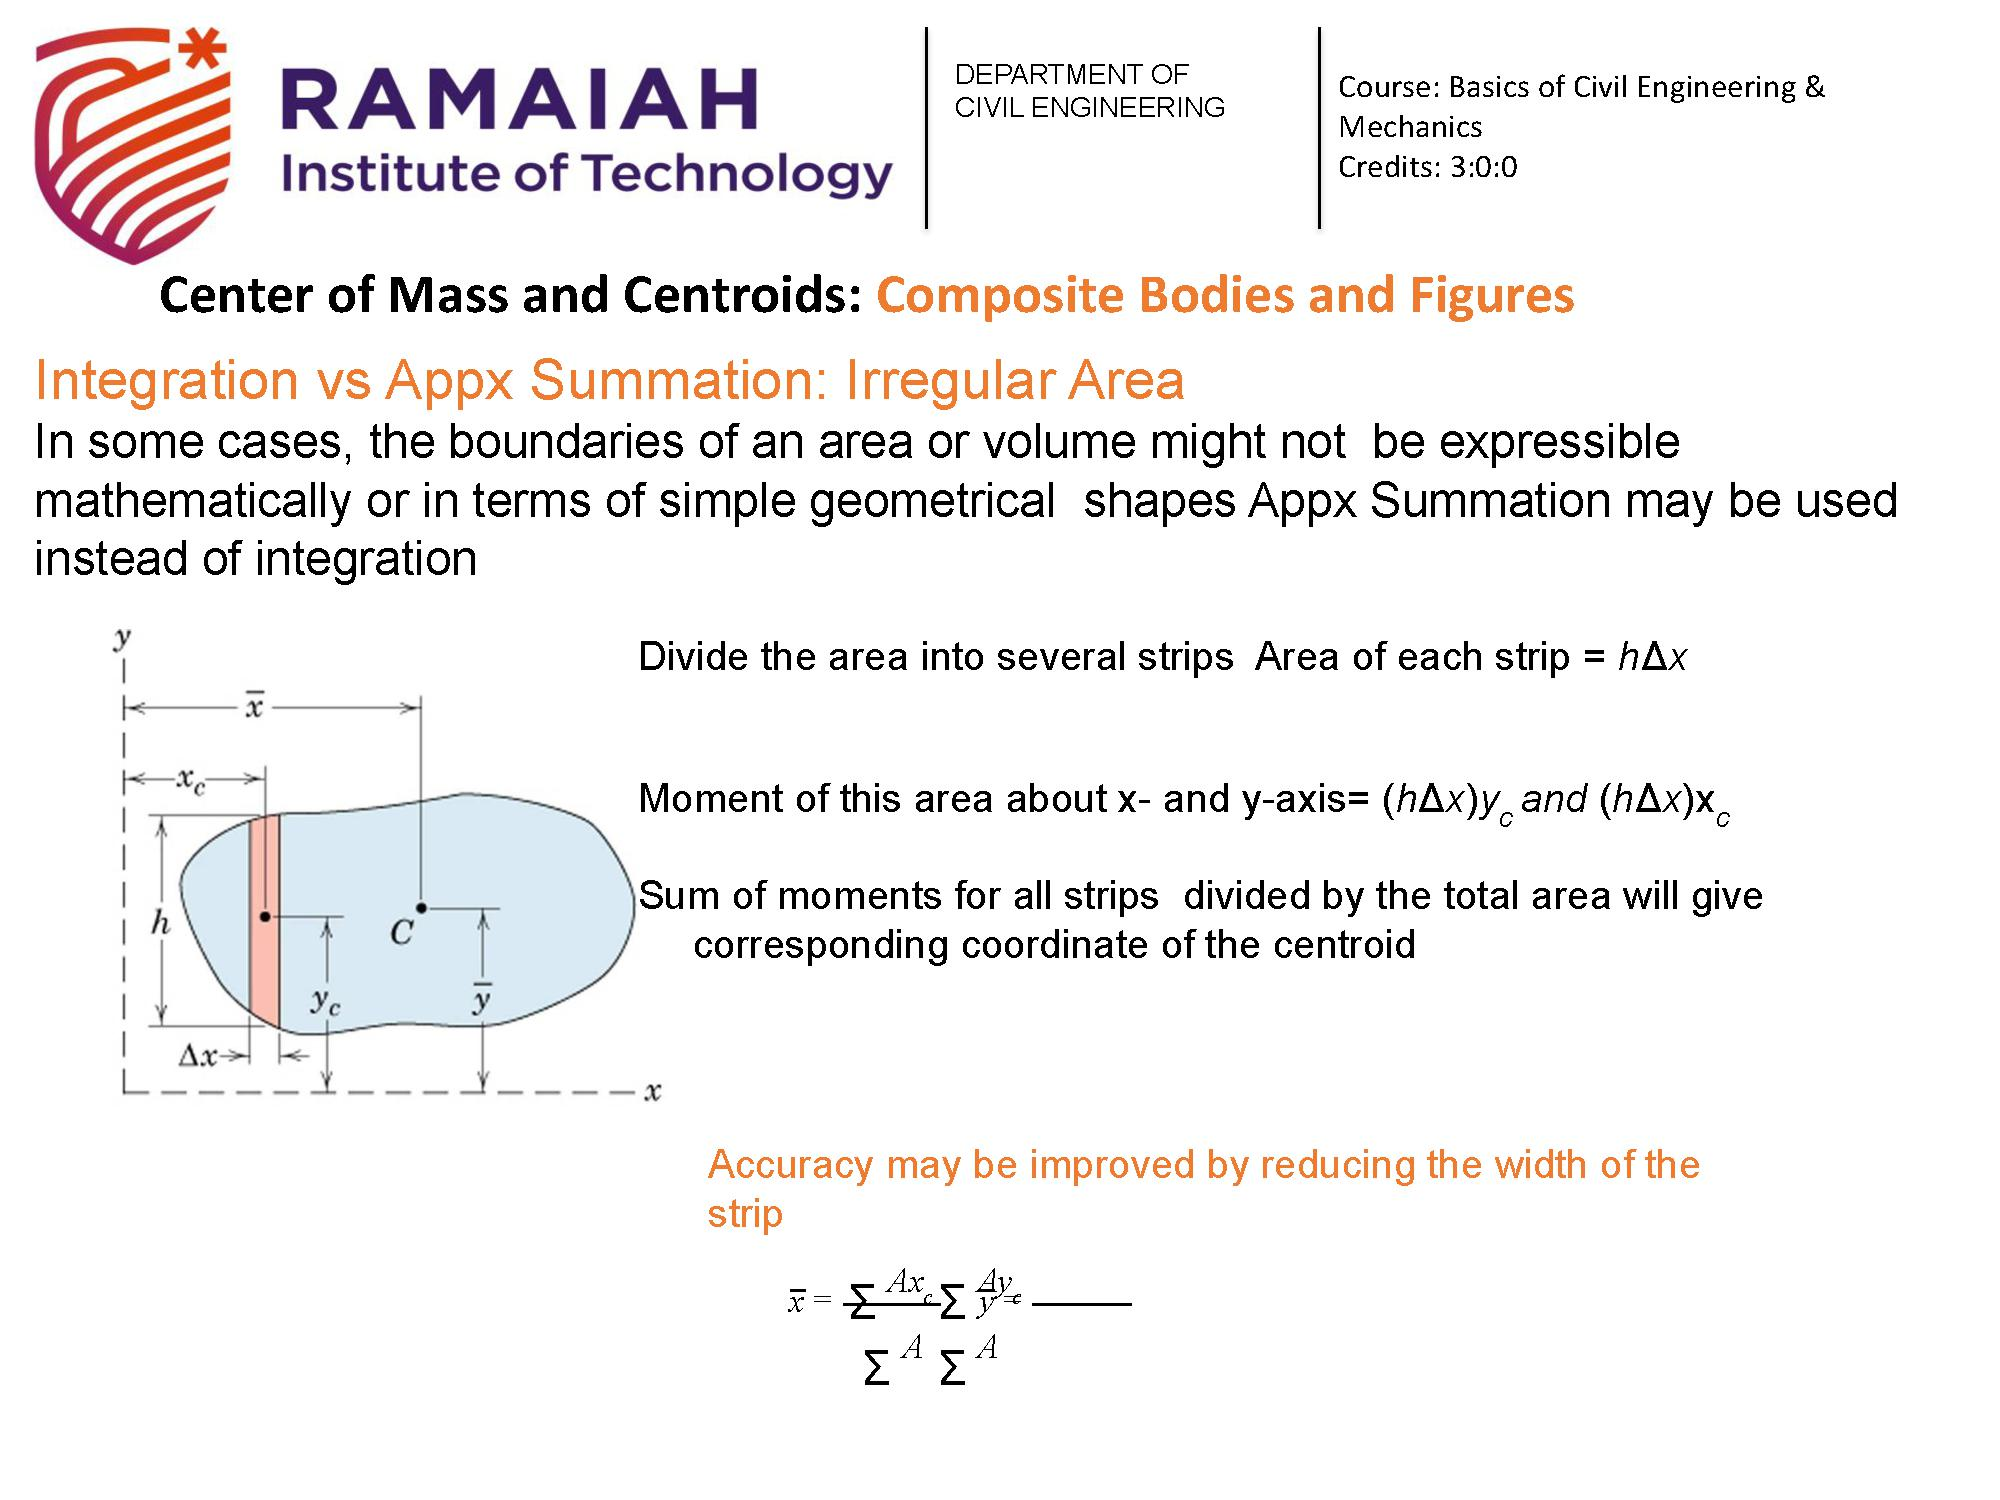 RAMAIAH
Institute of Technology
DEPARTMENT OF
CIVIL ENGINEERING
Course: Basics of Civil Engineering &
Mechanics
Credits: 3:0:0
Center of Mass and Centroids: Composite Bodies and Figures
Integration vs Appx Summation: Irregular Area
In some cases, the boundaries of an area or volume might not be expressible
mathematically or in terms of simple geometrical shapes Appx Summation may be used
instead of integration
y
x̅
x_c
h
C
y_c
y̅
Δx
x
Divide the area into several strips Area of each strip = hΔx
Moment of this area about x- and y-axis= (hΔx)y_c and (hΔx)x_c
Sum of moments for all strips divided by the total area will give
corresponding coordinate of the centroid
Accuracy may be improved by reducing the width of the
strip
x̅ = ∑ Ax_c ∑ Ay_c y̅ =
∑ A ∑ A